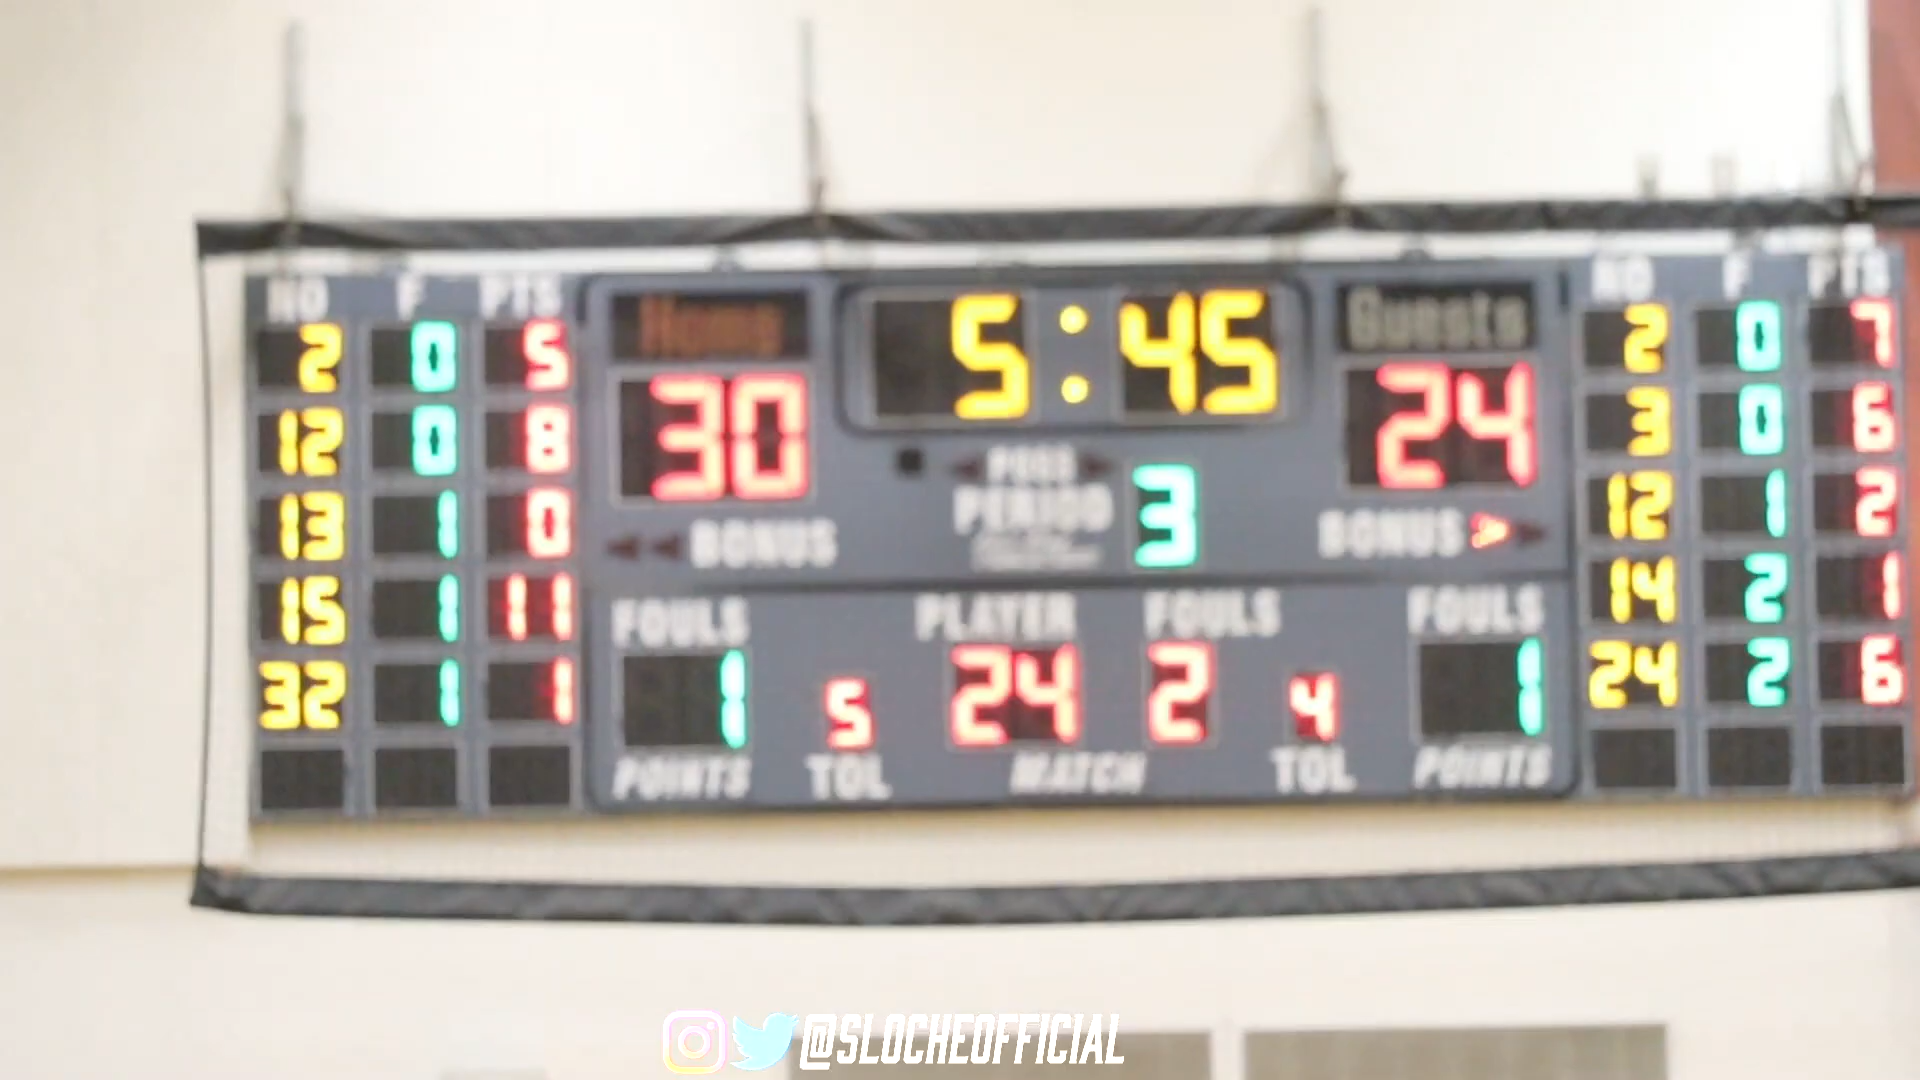 NO F PTS
Home
5:45
Guests
NO F PTS
2 0 5
12 0 8
13 1 0
15 1 11
32 1 1
30
24
POSS
PERIOD 3
BONUS
BONUS
2 0 7
3 0 6
12 1 2
14 2 1
24 2 6
FOULS
PLAYER
FOULS
FOULS
1 5 24 2 4 1
POINTS TOL MATCH TOL POINTS
@SLOCHEOFFICIAL